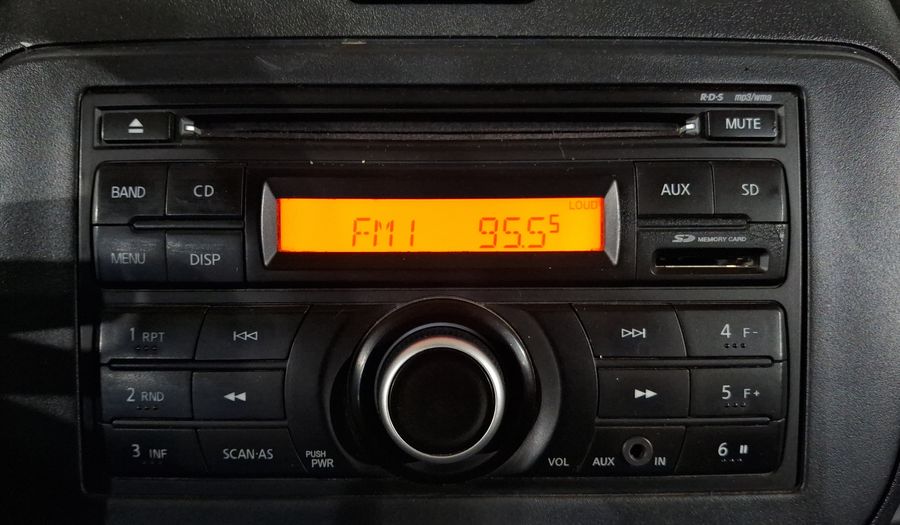 R·D·S mp3/wma
MUTE
BAND CD
AUX SD
LOUD
FM1 95.55
MENU DISP
SD MEMORY CARD
1 RPT
4 F-
2 RND
5 F+
3 INF SCAN·AS
PUSH
PWR
VOL AUX IN
6